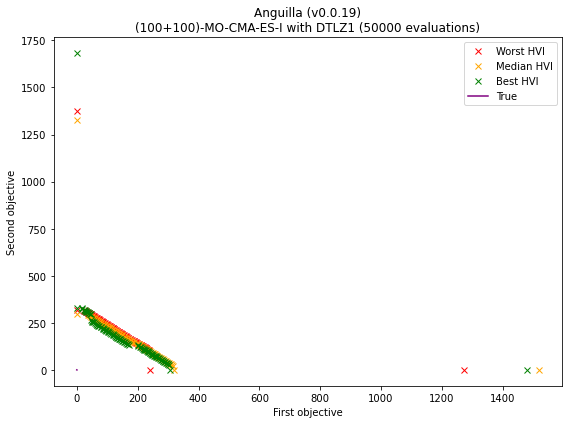 Anguilla (v0.0.19)
(100+100)-MO-CMA-ES-I with DTLZ1 (50000 evaluations)
1750
1500
1250
1000
750
500
250
0
Second objective
Worst HVI
Median HVI
Best HVI
True
0
200
400
600
800
1000
1200
1400
First objective